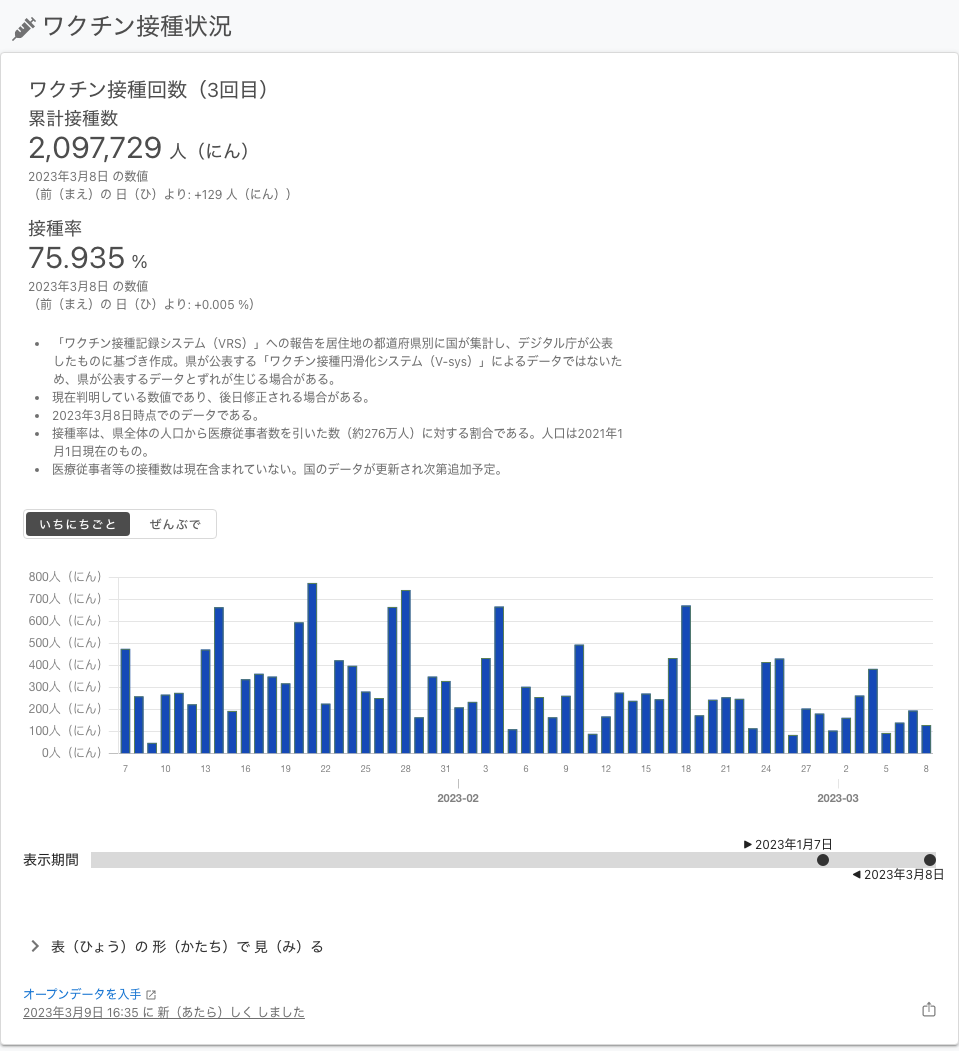 ワクチン接種状況
ワクチン接種回数（3回目）
累計接種数
2,097,729 人（にん）
2023年3月8日 の数値
（前（まえ）の 日（ひ）より: +129 人（にん））
接種率
75.935 %
2023年3月8日 の数値
（前（まえ）の 日（ひ）より: +0.005 %）
• 「ワクチン接種記録システム（VRS）」への報告を居住地の都道府県別に国が集計し、デジタル庁が公表
したものに基づき作成。県が公表する「ワクチン接種円滑化システム（V-sys）」によるデータではないた
め、県が公表するデータとずれが生じる場合がある。
• 現在判明している数値であり、後日修正される場合がある。
• 2023年3月8日時点でのデータである。
• 接種率は、県全体の人口から医療従事者数を引いた数（約276万人）に対する割合である。人口は2021年1
月1日現在のもの。
• 医療従事者等の接種数は現在含まれていない。国のデータが更新され次第追加予定。
いちにちごと ぜんぶで
800人（にん）
700人（にん）
600人（にん）
500人（にん）
400人（にん）
300人（にん）
200人（にん）
100人（にん）
0人（にん）
7 10 13 16 19 22 25 28 31 3 6 9 12 15 18 21 24 27 2 5 8
2023-02 2023-03
▶ 2023年1月7日
表示期間
◀ 2023年3月8日
表（ひょう）の 形（かたち）で 見（み）る
オープンデータを入手
2023年3月9日 16:35 に 新（あたら）しく しました